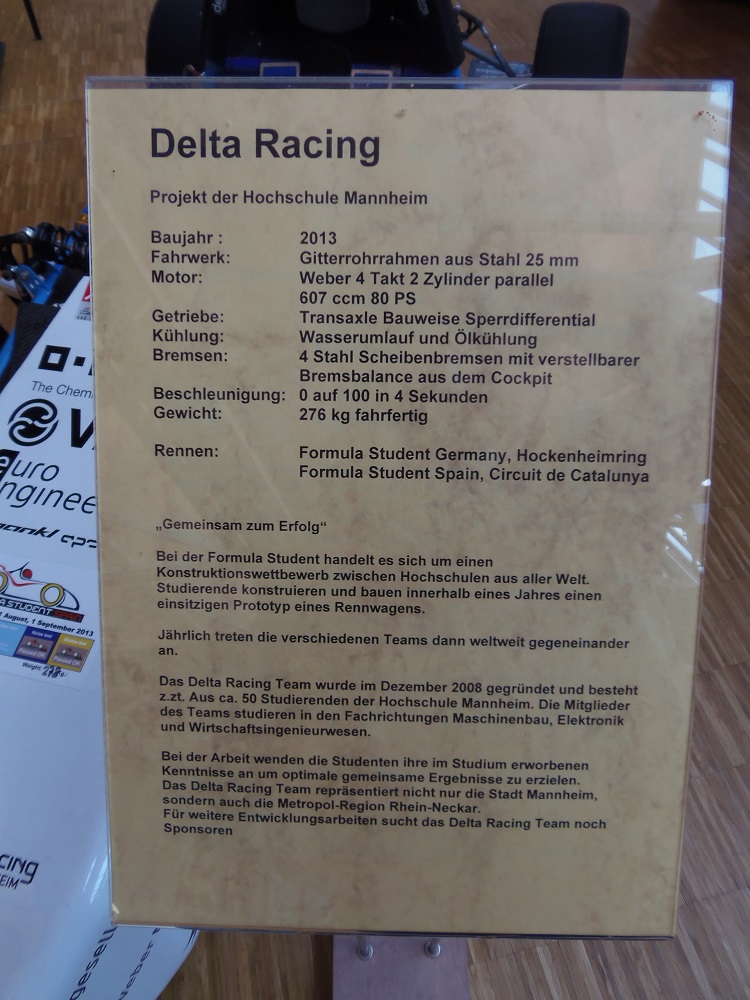 Delta Racing
Projekt der Hochschule Mannheim
Baujahr : 2013
Fahrwerk: Gitterrohrrahmen aus Stahl 25 mm
Motor: Weber 4 Takt 2 Zylinder parallel
607 ccm 80 PS
Getriebe: Transaxle Bauweise Sperrdifferential
Kühlung: Wasserumlauf und Ölkühlung
Bremsen: 4 Stahl Scheibenbremsen mit verstellbarer
Bremsbalance aus dem Cockpit
Beschleunigung: 0 auf 100 in 4 Sekunden
Gewicht: 276 kg fahrfertig
Rennen: Formula Student Germany, Hockenheimring
Formula Student Spain, Circuit de Catalunya
„Gemeinsam zum Erfolg“
Bei der Formula Student handelt es sich um einen
Konstruktionswettbewerb zwischen Hochschulen aus aller Welt.
Studierende konstruieren und bauen innerhalb eines Jahres einen
einsitzigen Prototyp eines Rennwagens.
Jährlich treten die verschiedenen Teams dann weltweit gegeneinander
an.
Das Delta Racing Team wurde im Dezember 2008 gegründet und besteht
z.zt. Aus ca. 50 Studierenden der Hochschule Mannheim. Die Mitglieder
des Teams studieren in den Fachrichtungen Maschinenbau, Elektronik
und Wirtschaftsingenieurwesen.
Bei der Arbeit wenden die Studenten ihre im Studium erworbenen
Kenntnisse an um optimale gemeinsame Ergebnisse zu erzielen.
Das Delta Racing Team repräsentiert nicht nur die Stadt Mannheim,
sondern auch die Metropol-Region Rhein-Neckar.
Für weitere Entwicklungsarbeiten sucht das Delta Racing Team noch
Sponsoren
The Chem
euro
nginee
August, 1 September 2013
Passed OK
Weight:
cing
EIM
gesell